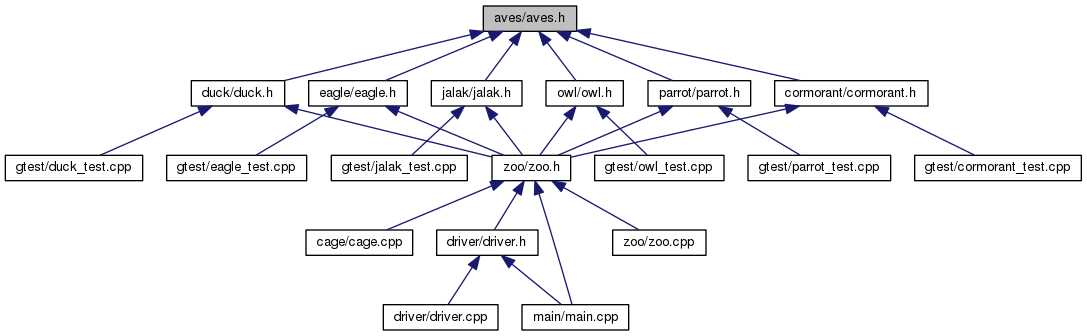 aves/aves.h
duck/duck.h
eagle/eagle.h
jalak/jalak.h
owl/owl.h
parrot/parrot.h
cormorant/cormorant.h
gtest/duck_test.cpp
gtest/eagle_test.cpp
gtest/jalak_test.cpp
zoo/zoo.h
gtest/owl_test.cpp
gtest/parrot_test.cpp
gtest/cormorant_test.cpp
cage/cage.cpp
driver/driver.h
zoo/zoo.cpp
driver/driver.cpp
main/main.cpp